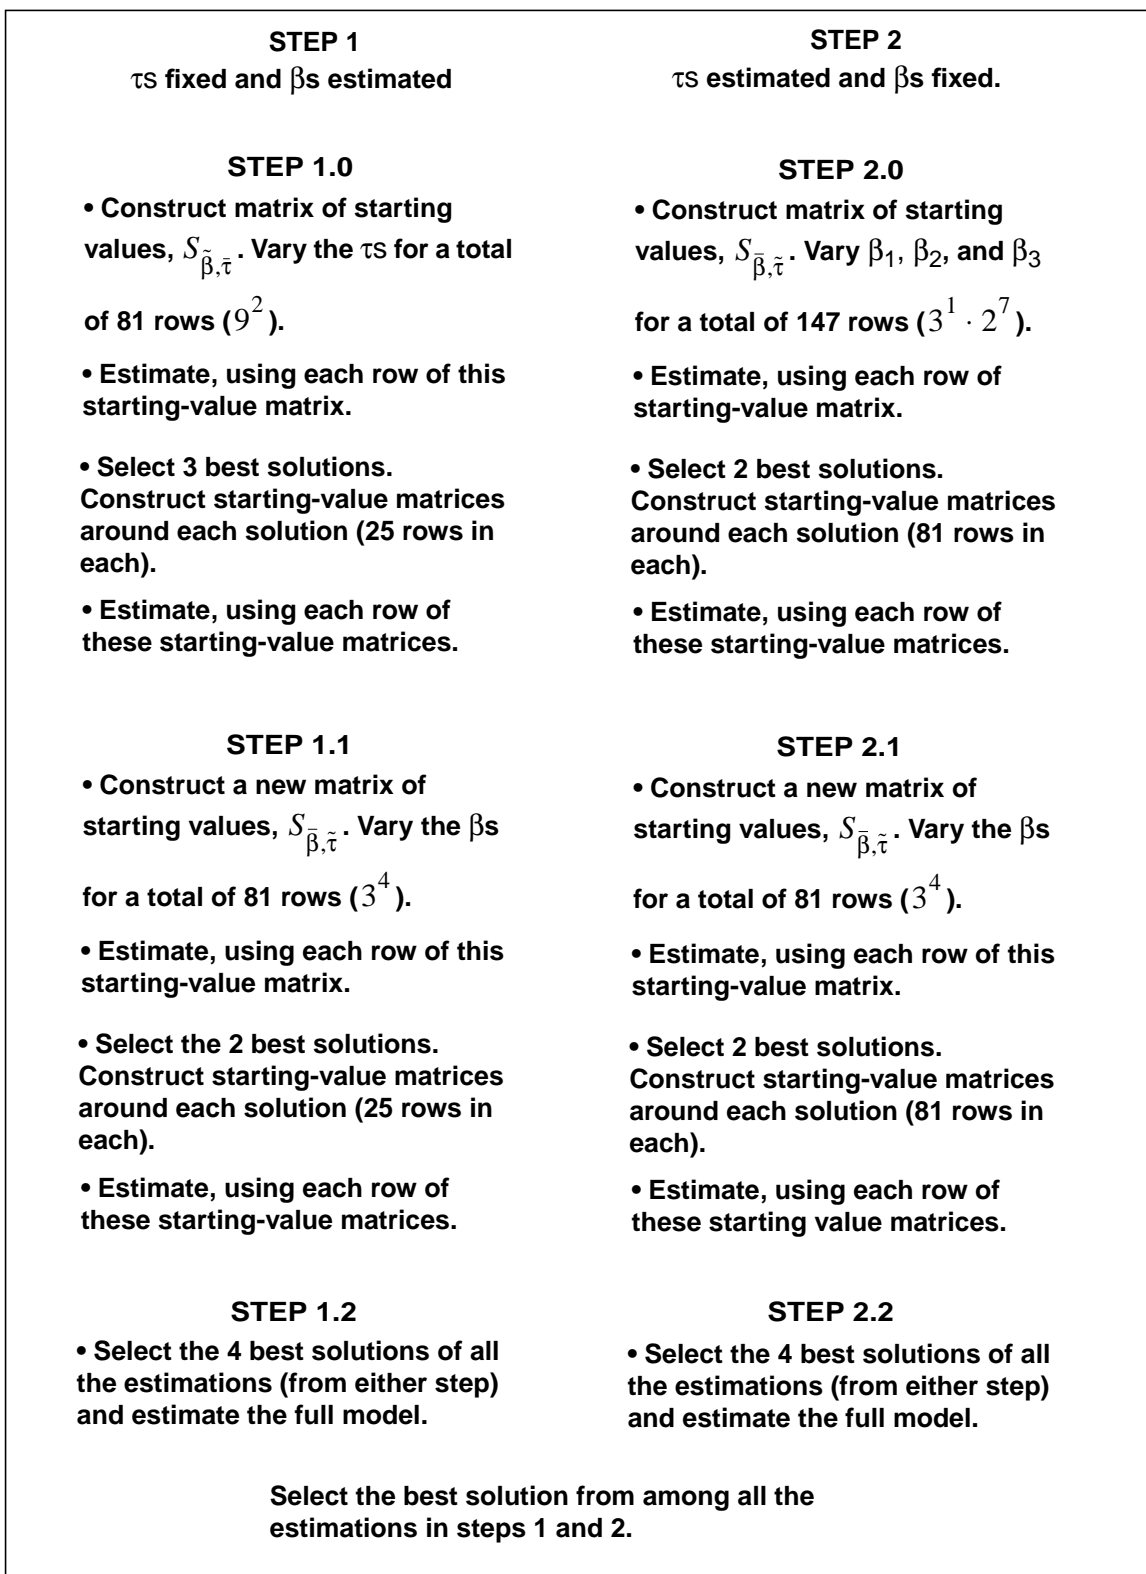 STEP 1
τs fixed and βs estimated
STEP 1.0
• Construct matrix of starting
values, S_{β̃,τ̄}. Vary the τs for a total
of 81 rows (9^2).
• Estimate, using each row of this
starting-value matrix.
• Select 3 best solutions.
Construct starting-value matrices
around each solution (25 rows in
each).
• Estimate, using each row of
these starting-value matrices.
STEP 1.1
• Construct a new matrix of
starting values, S_{β̄,τ̃}. Vary the βs
for a total of 81 rows (3^4).
• Estimate, using each row of this
starting-value matrix.
• Select the 2 best solutions.
Construct starting-value matrices
around each solution (25 rows in
each).
• Estimate, using each row of
these starting-value matrices.
STEP 1.2
• Select the 4 best solutions of all
the estimations (from either step)
and estimate the full model.
STEP 2
τs estimated and βs fixed.
STEP 2.0
• Construct matrix of starting
values, S_{β̄,τ̃}. Vary β1, β2, and β3
for a total of 147 rows (3^1 · 2^7).
• Estimate, using each row of
starting-value matrix.
• Select 2 best solutions.
Construct starting-value matrices
around each solution (81 rows in
each).
• Estimate, using each row of
these starting-value matrices.
STEP 2.1
• Construct a new matrix of
starting values, S_{β̄,τ̃}. Vary the βs
for a total of 81 rows (3^4).
• Estimate, using each row of this
starting-value matrix.
• Select 2 best solutions.
Construct starting-value matrices
around each solution (81 rows in
each).
• Estimate, using each row of
these starting value matrices.
STEP 2.2
• Select the 4 best solutions of all
the estimations (from either step)
and estimate the full model.
Select the best solution from among all the
estimations in steps 1 and 2.